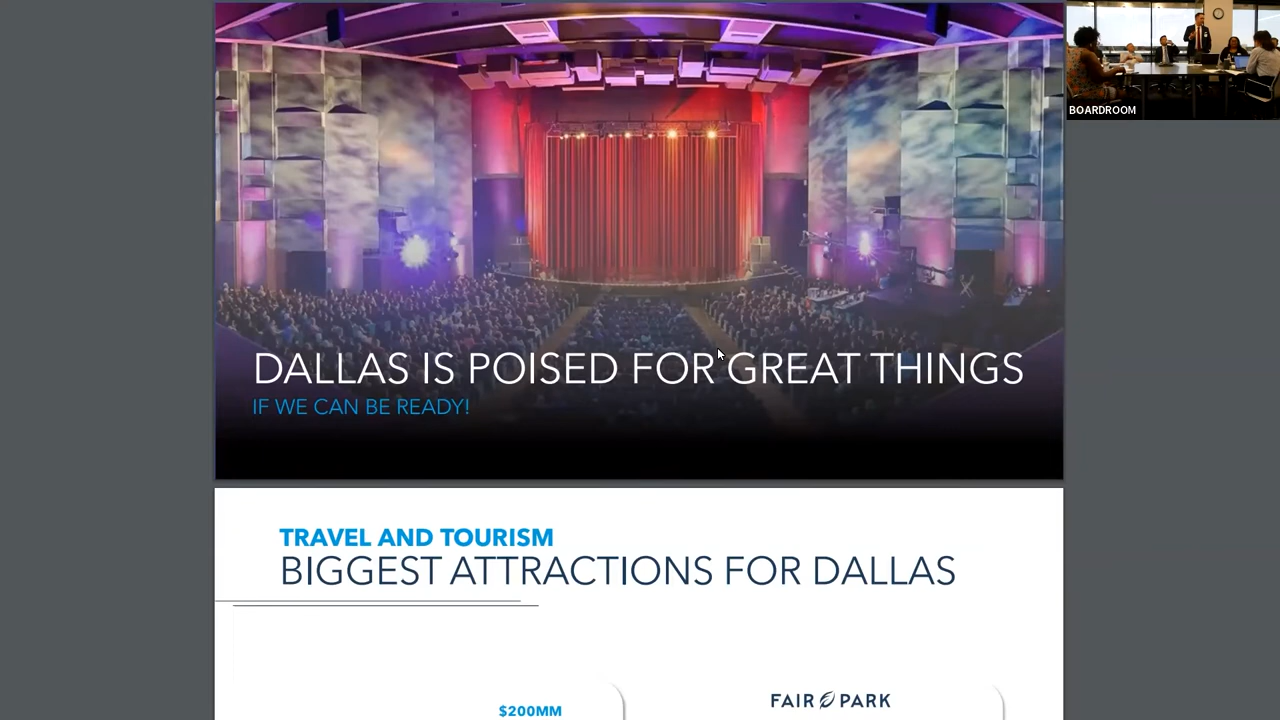 BOARDROOM
DALLAS IS POISED FOR GREAT THINGS
IF WE CAN BE READY!
TRAVEL AND TOURISM
BIGGEST ATTRACTIONS FOR DALLAS
$200MM
FAIR PARK